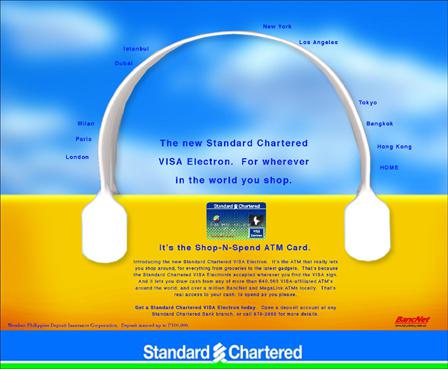 New York
Istanbul
Los Angeles
Dubai
Tokyo
Milan
Bangkok
Paris
Hong Kong
London
HOME
The new Standard Chartered
VISA Electron. For wherever
in the world you shop.
Standard Chartered
VISA
It's the Shop-N-Spend ATM Card.
Introducing the new Standard Chartered VISA Electron. It's the ATM that really lets
you shop around, for everything from groceries to the latest gadgets. That's because
the Standard Chartered VISA Electron is accepted wherever you find the VISA sign.
And it lets you draw cash from any of more than VISA-affiliated ATM's
around the world, and over a million BancNet and MegaLink ATMs locally. That's
real access to your cash, to spend as you please.
Get a Standard Chartered VISA Electron today. Open a deposit account at any
Standard Chartered Bank branch, or call for more details.
Member: Philippine Deposit Insurance Corporation. Deposit insured up to P100,000.
BancNet
Standard Chartered